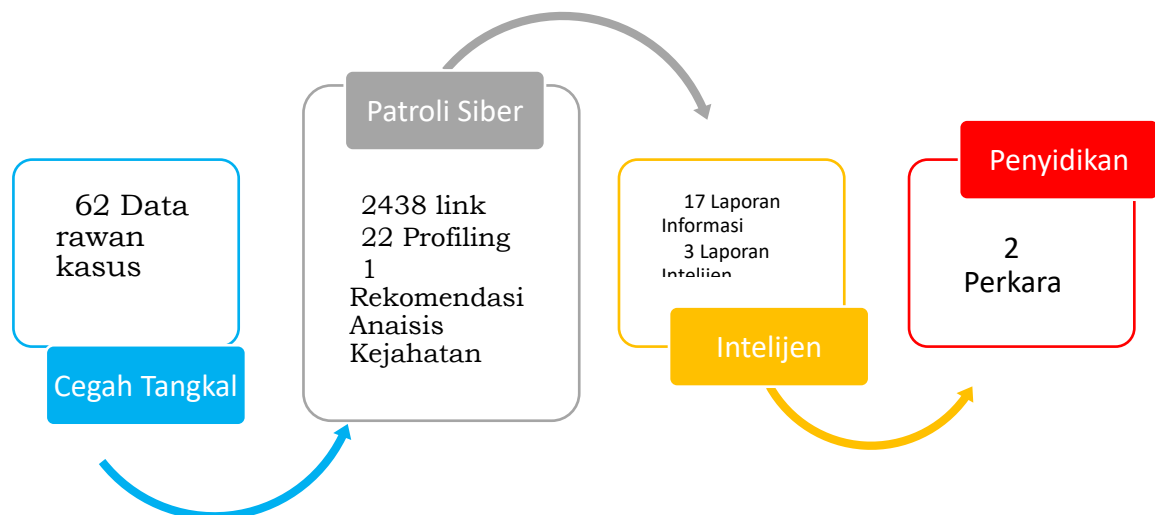 62 Data
rawan
kasus
Cegah Tangkal
Patroli Siber
2438 link
22 Profiling
1
Rekomendasi
Anaisis
Kejahatan
17 Laporan
Informasi
3 Laporan
Intelijen
Intelijen
Penyidikan
2
Perkara